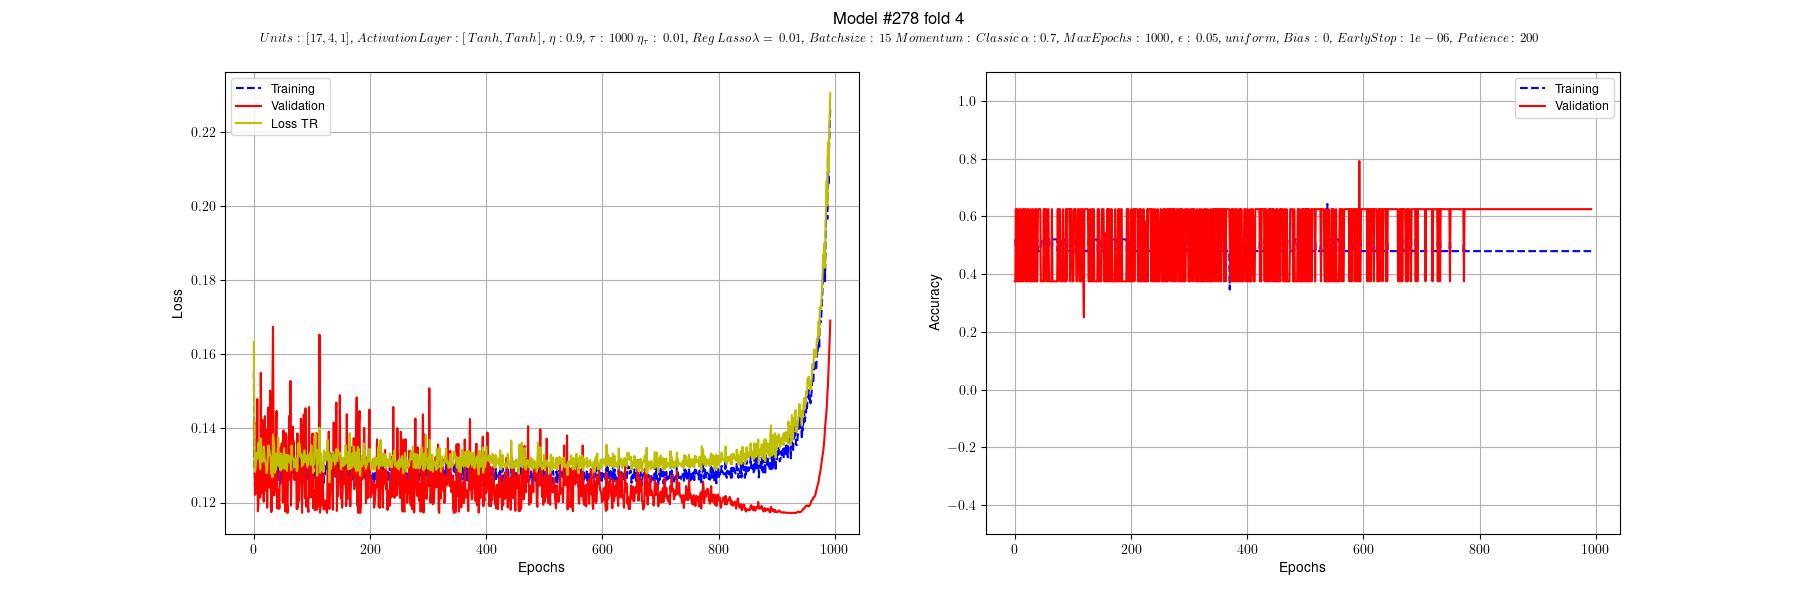 Model #278 fold 4
Units : [17, 4, 1], ActivationLayer : [Tanh, Tanh], η : 0.9, τ : 1000 η_τ : 0.01, Reg Lassoλ = 0.01, Batchsize : 15 Momentum : Classic α : 0.7, MaxEpochs : 1000, ϵ : 0.05, uniform, Bias : 0, EarlyStop : 1e − 06, Patience : 200
Training
Validation
Loss TR
0.22
0.20
0.18
0.16
0.14
0.12
Loss
0
200
400
600
800
1000
Epochs
Training
Validation
1.0
0.8
0.6
0.4
0.2
0.0
−0.2
−0.4
Accuracy
0
200
400
600
800
1000
Epochs